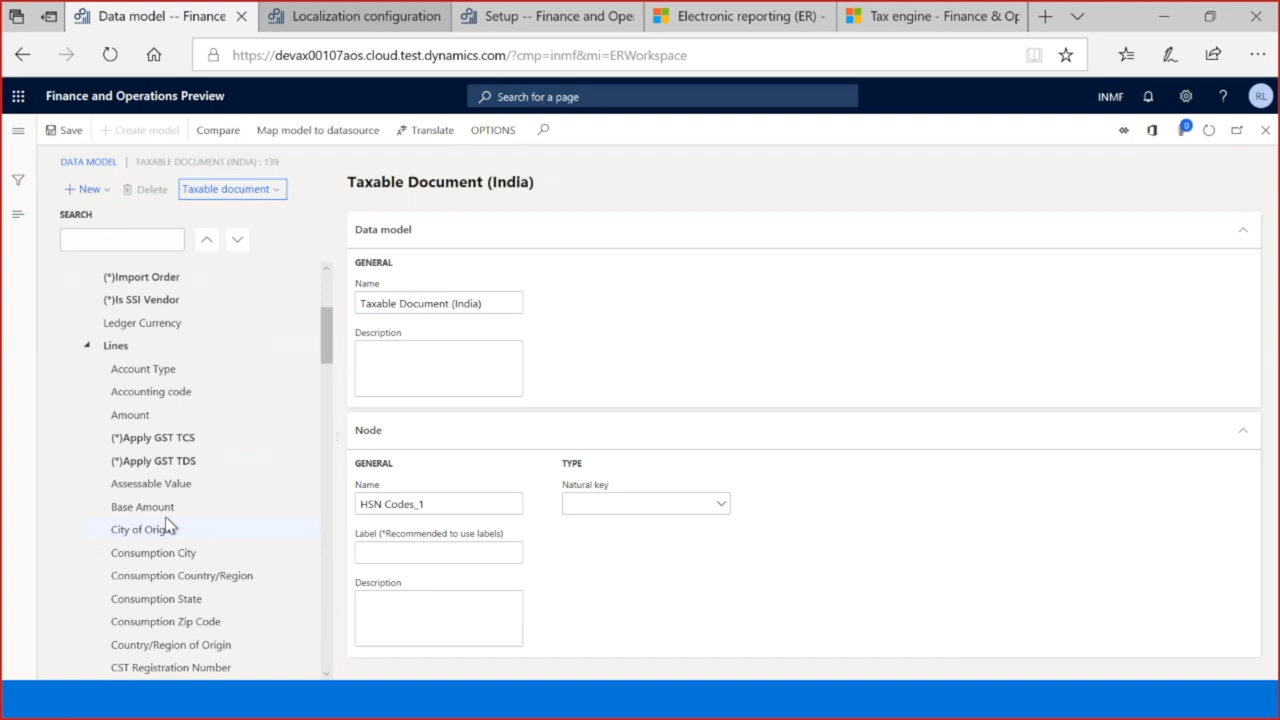 Data model -- Finance
Localization configuration
Setup -- Finance and Oper
Electronic reporting (ER) -
Tax engine - Finance & Op
https://devax00107aos.cloud.test.dynamics.com/?cmp=inmf&mi=ERWorkspace
Finance and Operations Preview
Search for a page
INMF
?
RL
Save
Create model
Compare
Map model to datasource
Translate
OPTIONS
0
DATA MODEL | TAXABLE DOCUMENT (INDIA) : 139
New
Delete
Taxable document
SEARCH
(*)Import Order
(*)Is SSI Vendor
Ledger Currency
Lines
Account Type
Accounting code
Amount
(*)Apply GST TCS
(*)Apply GST TDS
Assessable Value
Base Amount
City of Origin
Consumption City
Consumption Country/Region
Consumption State
Consumption Zip Code
Country/Region of Origin
CST Registration Number
Taxable Document (India)
Data model
GENERAL
Name
Taxable Document (India)
Description
Node
GENERAL
Name
HSN Codes_1
Label (*Recommended to use labels)
Description
TYPE
Natural key